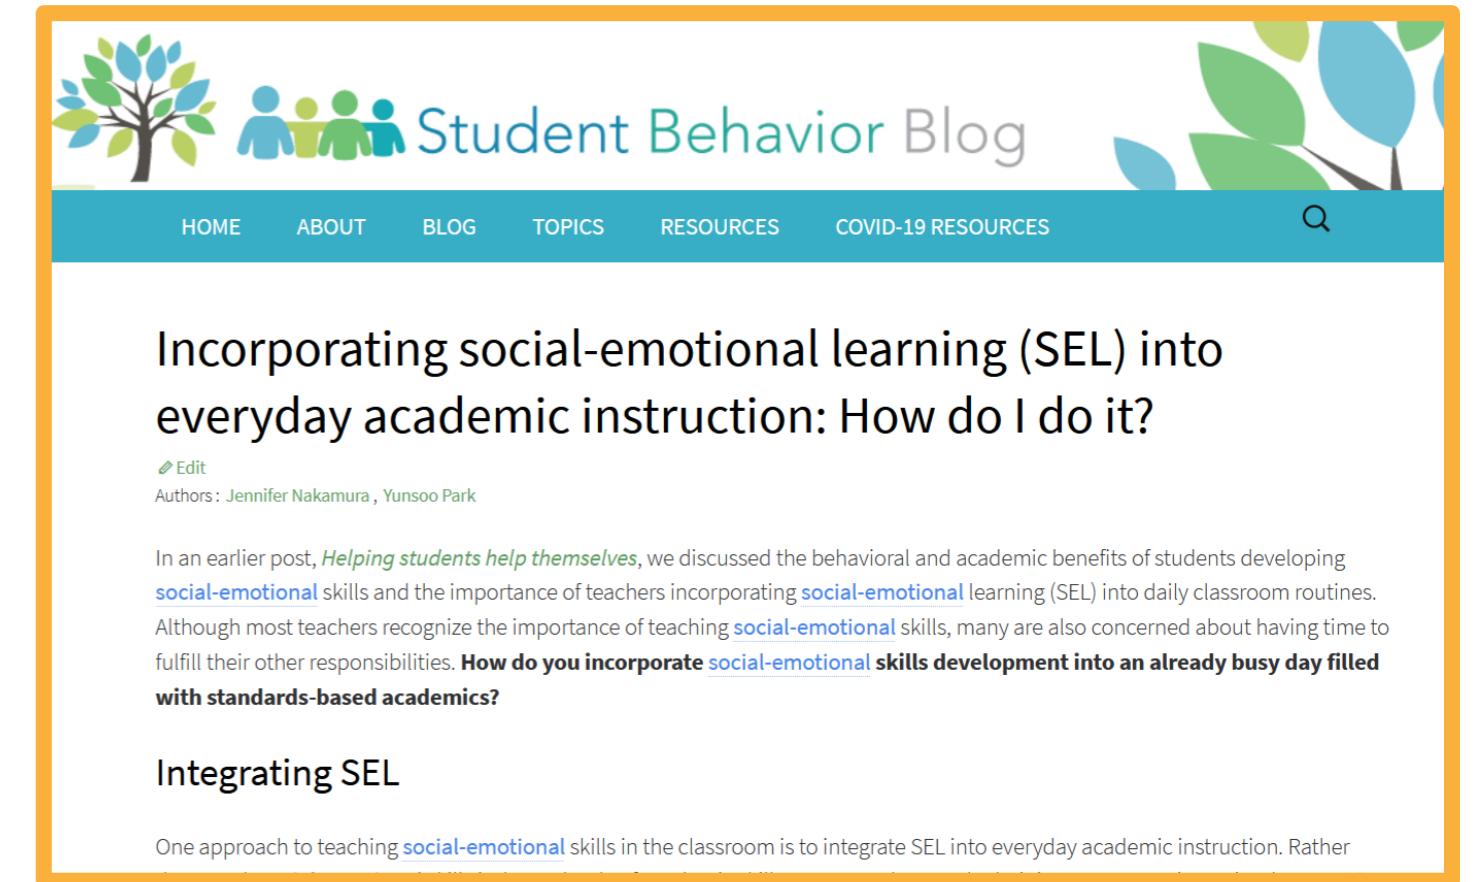 Student Behavior Blog
HOME ABOUT BLOG TOPICS RESOURCES COVID-19 RESOURCES
Incorporating social-emotional learning (SEL) into
everyday academic instruction: How do I do it?
Edit
Authors : Jennifer Nakamura , Yunsoo Park
In an earlier post, Helping students help themselves, we discussed the behavioral and academic benefits of students developing
social-emotional skills and the importance of teachers incorporating social-emotional learning (SEL) into daily classroom routines.
Although most teachers recognize the importance of teaching social-emotional skills, many are also concerned about having time to
fulfill their other responsibilities. How do you incorporate social-emotional skills development into an already busy day filled
with standards-based academics?
Integrating SEL
One approach to teaching social-emotional skills in the classroom is to integrate SEL into everyday academic instruction. Rather